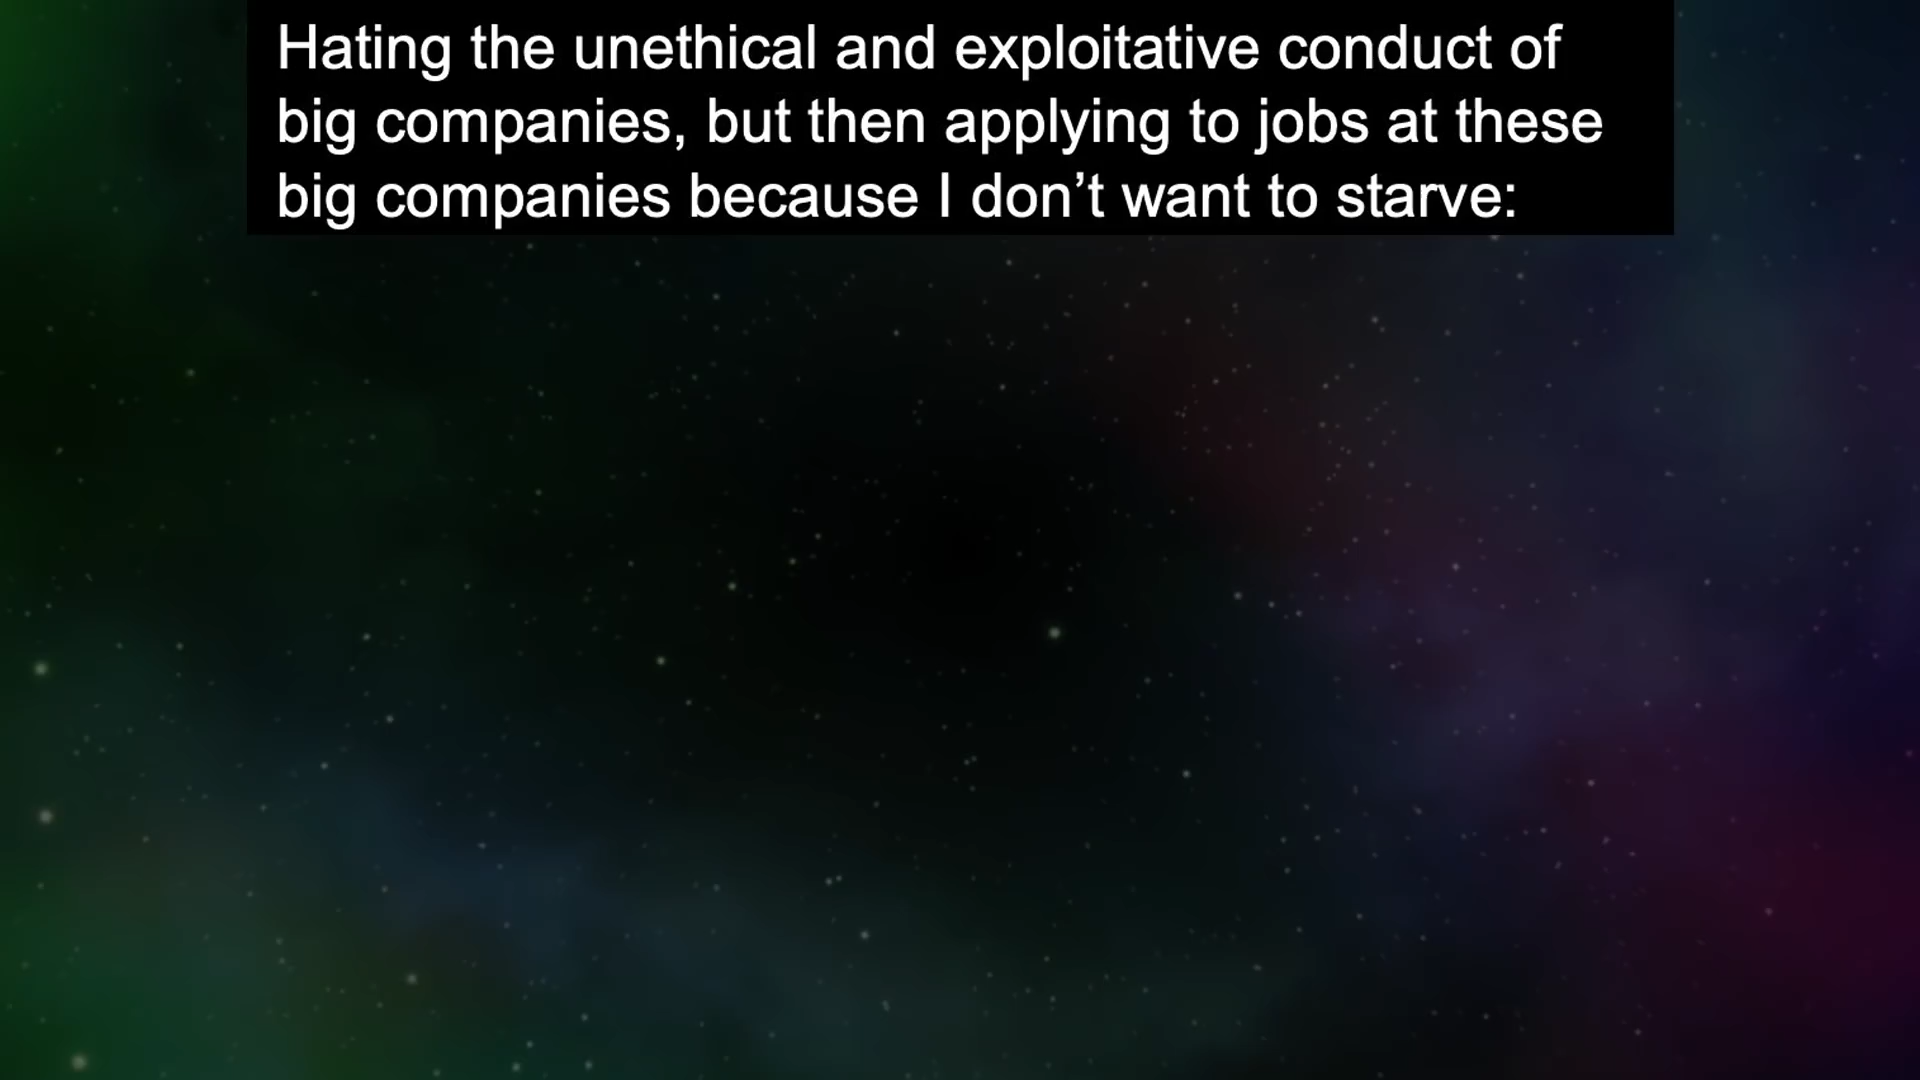 Hating the unethical and exploitative conduct of
big companies, but then applying to jobs at these
big companies because I don’t want to starve: